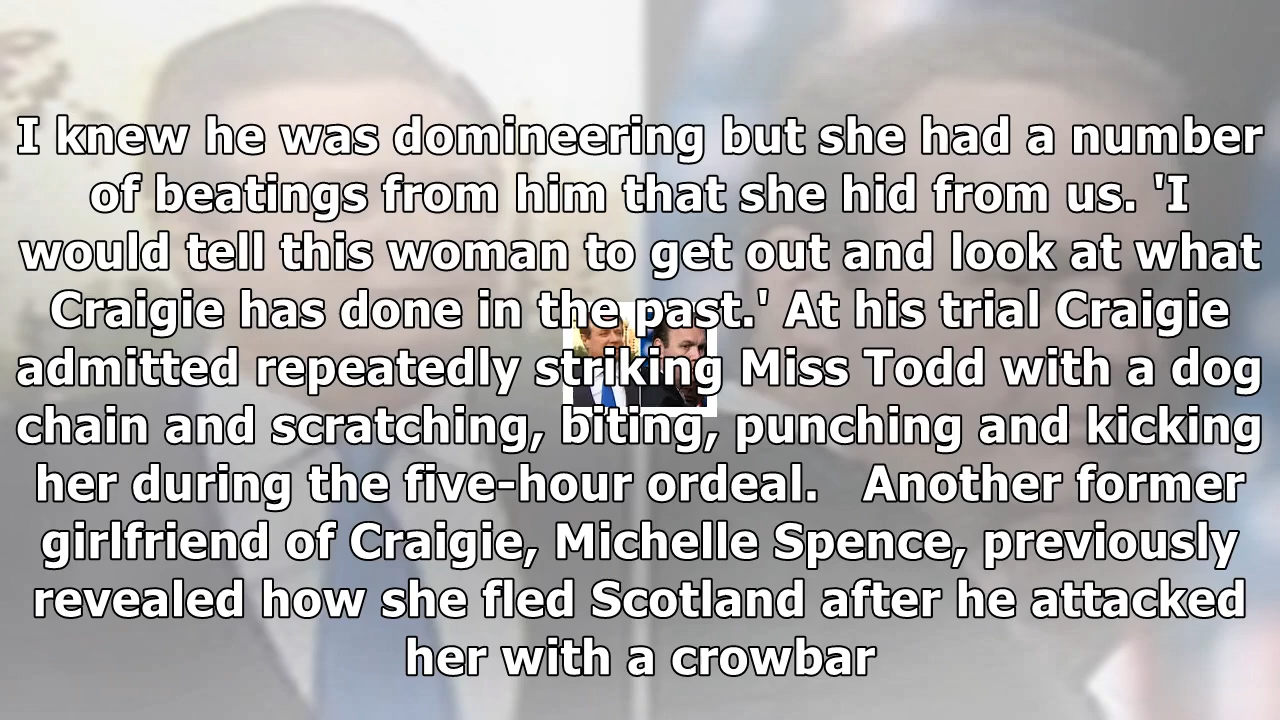 I knew he was domineering but she had a number
of beatings from him that she hid from us. 'I
would tell this woman to get out and look at what
Craigie has done in the past.' At his trial Craigie
admitted repeatedly striking Miss Todd with a dog
chain and scratching, biting, punching and kicking
her during the five-hour ordeal.   Another former
girlfriend of Craigie, Michelle Spence, previously
revealed how she fled Scotland after he attacked
her with a crowbar